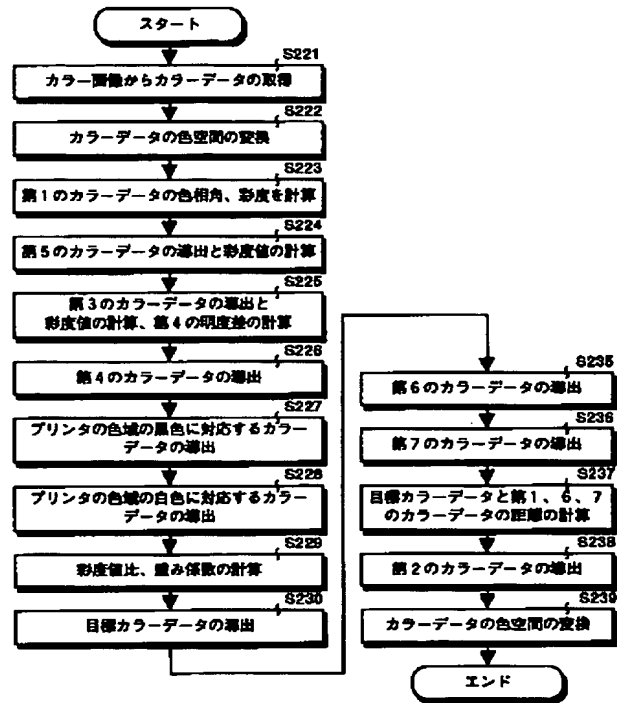 スタート
S221
カラー画像からカラーデータの取得
S222
カラーデータの色空間の変換
S223
第1のカラーデータの色相角、彩度を計算
S224
第5のカラーデータの導出と彩度値の計算
S225
第3のカラーデータの導出と
彩度値の計算、第4の明度差の計算
S226
第4のカラーデータの導出
S227
プリンタの色域の黒色に対応するカラー
データの導出
S228
プリンタの色域の白色に対応するカラー
データの導出
S229
彩度値比、重み係数の計算
S230
目標カラーデータの導出
S235
第6のカラーデータの導出
S236
第7のカラーデータの導出
S237
目標カラーデータと第1、6、7
のカラーデータの距離の計算
S238
第2のカラーデータの導出
S239
カラーデータの色空間の変換
エンド